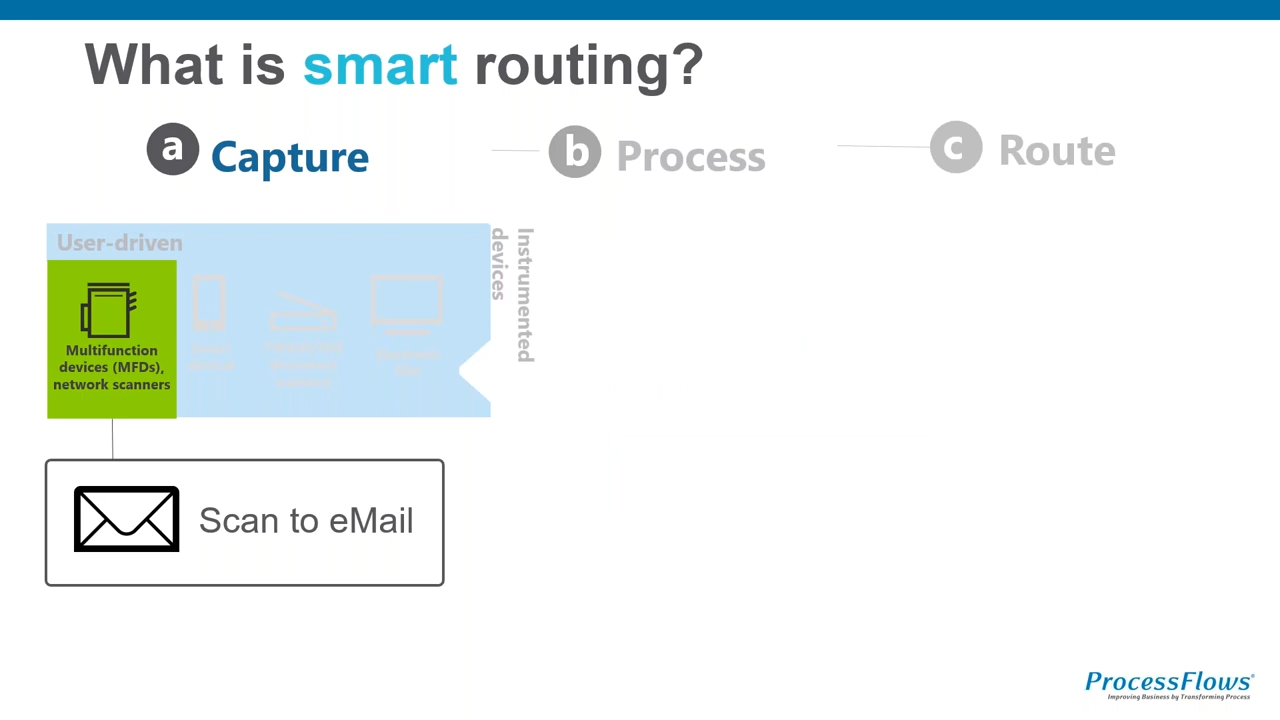 What is smart routing?
a Capture
b Process
c Route
User-driven
Instrumented
devices
Multifunction
devices (MFDs),
network scanners
Scan to eMail
ProcessFlows®
Improving Business by Transforming Process